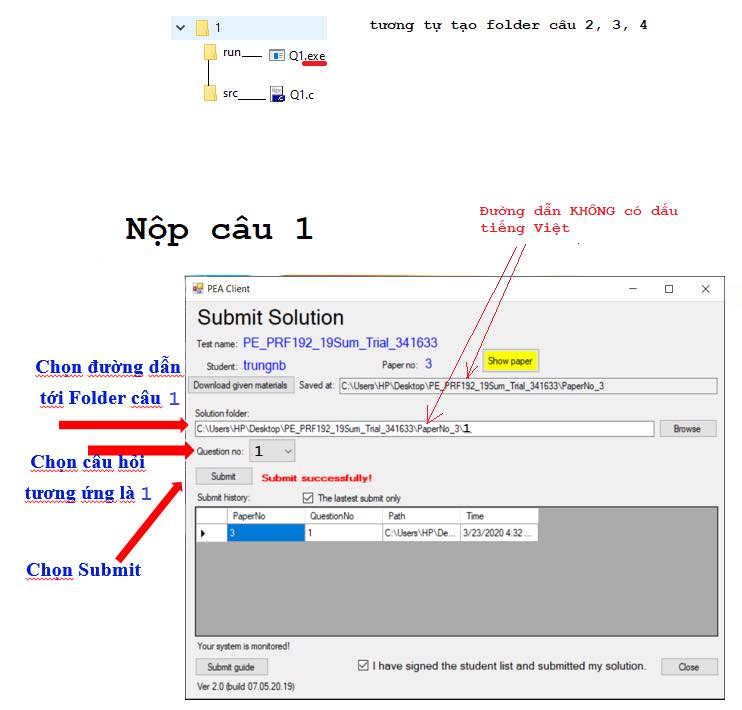 1
tương tự tạo folder câu 2, 3, 4
run
Q1.exe
src
Q1.c
Nộp câu 1
Đường dẫn KHÔNG có dấu
tiếng Việt
PEA Client
Submit Solution
Test name: PE_PRF192_19Sum_Trial_341633
Student: trungnb
Paper no: 3
Show paper
Download given materials
Saved at: C:\Users\HP\Desktop\PE_PRF192_19Sum_Trial_341633\PaperNo_3
Chọn đường dẫn
tới Folder câu 1
Solution folder:
C:\Users\HP\Desktop\PE_PRF192_19Sum_Trial_341633\PaperNo_3\1
Browse
Question no: 1
Chọn câu hỏi
tương ứng là 1
Submit
Submit successfully!
Submit history:
The lastest submit only
PaperNo QuestionNo Path Time
3 1 C:\Users\HP\De... 3/23/2020 4:32 ...
Chọn Submit
Your system is monitored!
Submit guide
I have signed the student list and submitted my solution.
Close
Ver 2.0 (build 07.05.20.19)